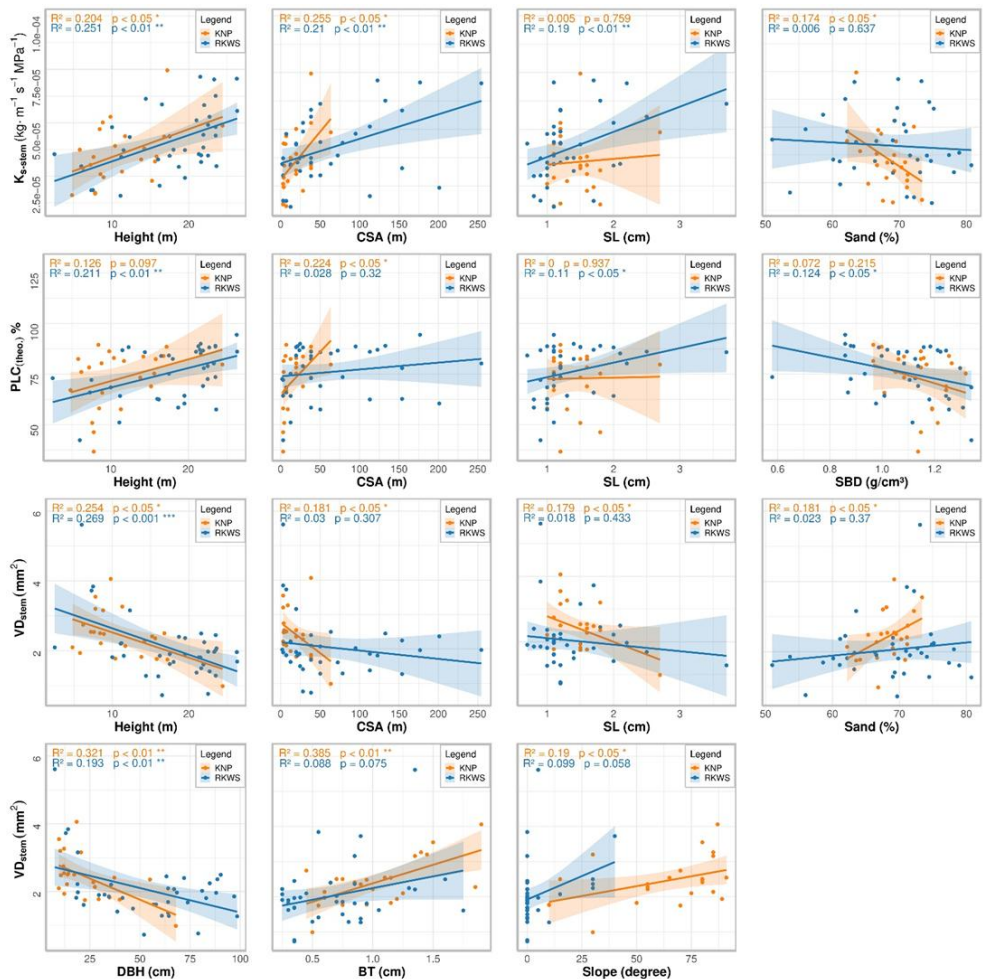 R² = 0.204 p < 0.05 *
R² = 0.251 p < 0.01 **
Legend
KNP
RKWS
1.0e−04
7.5e−05
5.0e−05
2.5e−05
Ks−stem (kg·m−1 s−1 MPa−1)
10
20
Height (m)
R² = 0.255 p < 0.05 *
R² = 0.21 p < 0.01 **
Legend
KNP
RKWS
0
50
100
150
200
250
CSA (m)
R² = 0.005 p = 0.759
R² = 0.19 p < 0.01 **
Legend
KNP
RKWS
1
2
3
SL (cm)
R² = 0.174 p < 0.05 *
R² = 0.006 p = 0.637
Legend
KNP
RKWS
50
60
70
80
Sand (%)
R² = 0.126 p = 0.097
R² = 0.211 p < 0.01 **
Legend
KNP
RKWS
125
100
75
50
PLC(theo.) %
10
20
Height (m)
R² = 0.224 p < 0.05 *
R² = 0.028 p = 0.32
Legend
KNP
RKWS
0
50
100
150
200
250
CSA (m)
R² = 0 p = 0.937
R² = 0.11 p < 0.05 *
Legend
KNP
RKWS
1
2
3
SL (cm)
R² = 0.072 p = 0.215
R² = 0.124 p < 0.05 *
Legend
KNP
RKWS
0.6
0.8
1.0
1.2
SBD (g/cm³)
R² = 0.254 p < 0.05 *
R² = 0.269 p < 0.001 ***
Legend
KNP
RKWS
6
4
2
VDstem(mm2)
10
20
Height (m)
R² = 0.181 p < 0.05 *
R² = 0.03 p = 0.307
Legend
KNP
RKWS
0
50
100
150
200
250
CSA (m)
R² = 0.179 p < 0.05 *
R² = 0.018 p = 0.433
Legend
KNP
RKWS
1
2
3
SL (cm)
R² = 0.181 p < 0.05 *
R² = 0.023 p = 0.37
Legend
KNP
RKWS
50
60
70
80
Sand (%)
R² = 0.321 p < 0.01 **
R² = 0.193 p < 0.01 **
Legend
KNP
RKWS
6
4
2
VDstem(mm2)
25
50
75
100
DBH (cm)
R² = 0.385 p < 0.01 **
R² = 0.088 p = 0.075
Legend
KNP
RKWS
0.5
1.0
1.5
BT (cm)
R² = 0.19 p < 0.05 *
R² = 0.099 p = 0.058
Legend
KNP
RKWS
0
25
50
75
Slope (degree)